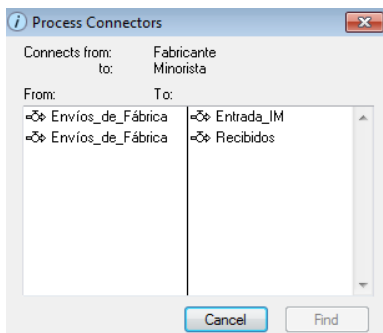 Process Connectors
Connects from: Fabricante
to: Minorista
From: To:
Envíos_de_Fábrica Entrada_IM
Envíos_de_Fábrica Recibidos
Cancel Find